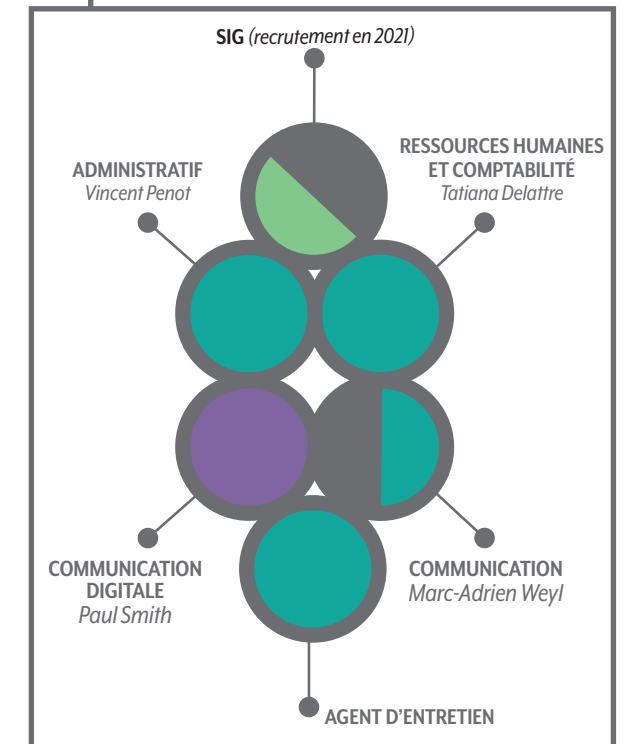 SIG (recrutement en 2021)
ADMINISTRATIF
Vincent Penot
RESSOURCES HUMAINES
ET COMPTABILITÉ
Tatiana Delattre
COMMUNICATION
DIGITALE
Paul Smith
COMMUNICATION
Marc-Adrien Weyl
AGENT D'ENTRETIEN